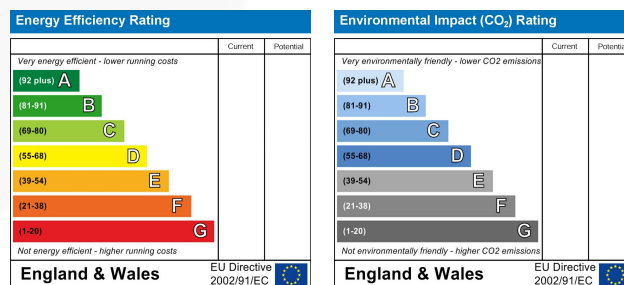 Energy Efficiency Rating
Current Potential
Very energy efficient - lower running costs
(92 plus) A
(81-91) B
(69-80) C
(55-68) D
(39-54) E
(21-38) F
(1-20) G
Not energy efficient - higher running costs
England & Wales
EU Directive
2002/91/EC
Environmental Impact (CO2) Rating
Current Potentia
Very environmentally friendly - lower CO2 emissions
(92 plus) A
(81-91) B
(69-80) C
(55-68) D
(39-54) E
(21-38) F
(1-20) G
Not environmentally friendly - higher CO2 emissions
England & Wales
EU Directive
2002/91/EC